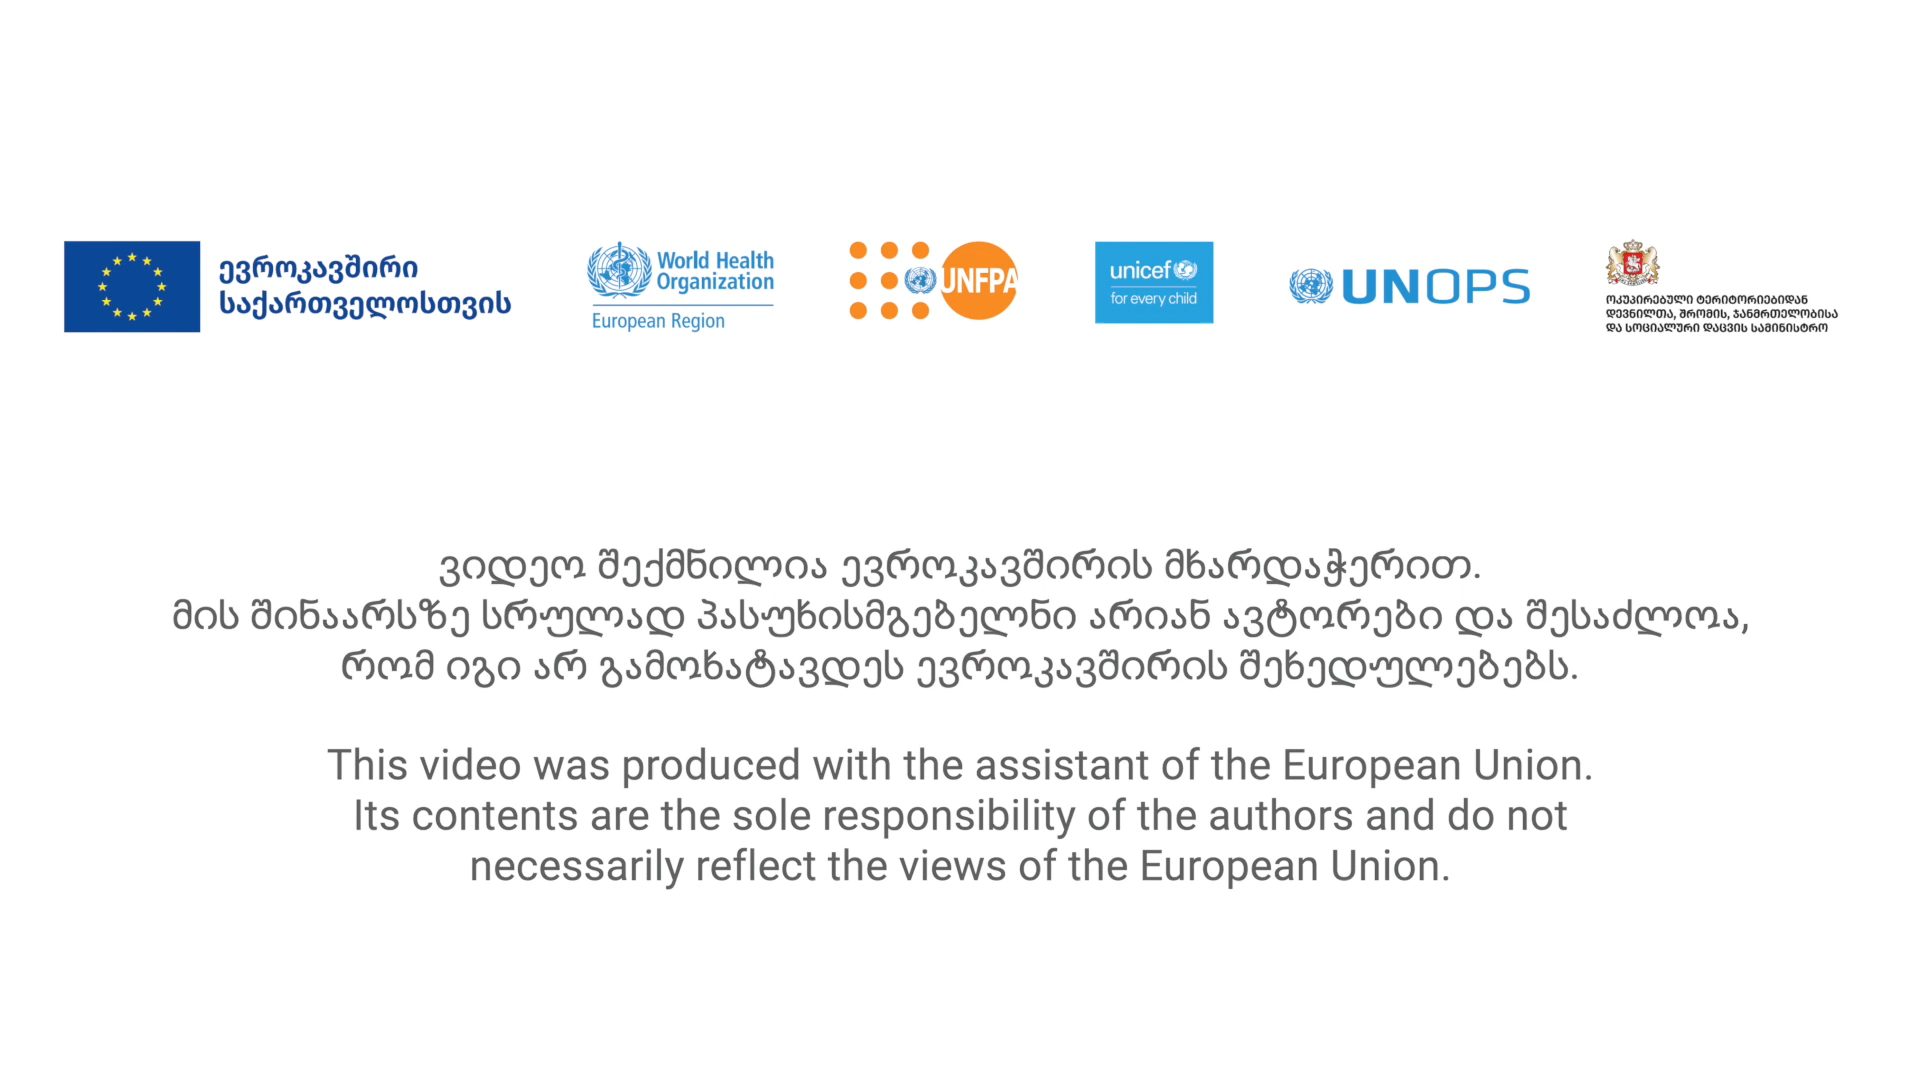 ევროკავშირი
საქართველოსთვის
World Health
Organization
European Region
UNFPA
unicef
for every child
UNOPS
ᲝᲙᲣᲞᲘᲠᲔᲑᲣᲚᲘ ᲢᲔᲠᲘᲢᲝᲠᲘᲔᲑᲘᲓᲐᲜ
ᲓᲔᲕᲜᲘᲚᲗᲐ, ᲨᲠᲝᲛᲘᲡ, ᲯᲐᲜᲛᲠᲗᲔᲚᲝᲑᲘᲡᲐ
ᲓᲐ ᲡᲝᲪᲘᲐᲚᲣᲠᲘ ᲓᲐᲪᲕᲘᲡ ᲡᲐᲛᲘᲜᲘᲡᲢᲠᲝ
ვიდეო შექმნილია ევროკავშირის მხარდაჭერით.
მის შინაარსზე სრულად პასუხისმგებელნი არიან ავტორები და შესაძლოა,
რომ იგი არ გამოხატავდეს ევროკავშირის შეხედულებებს.
This video was produced with the assistant of the European Union.
Its contents are the sole responsibility of the authors and do not
necessarily reflect the views of the European Union.